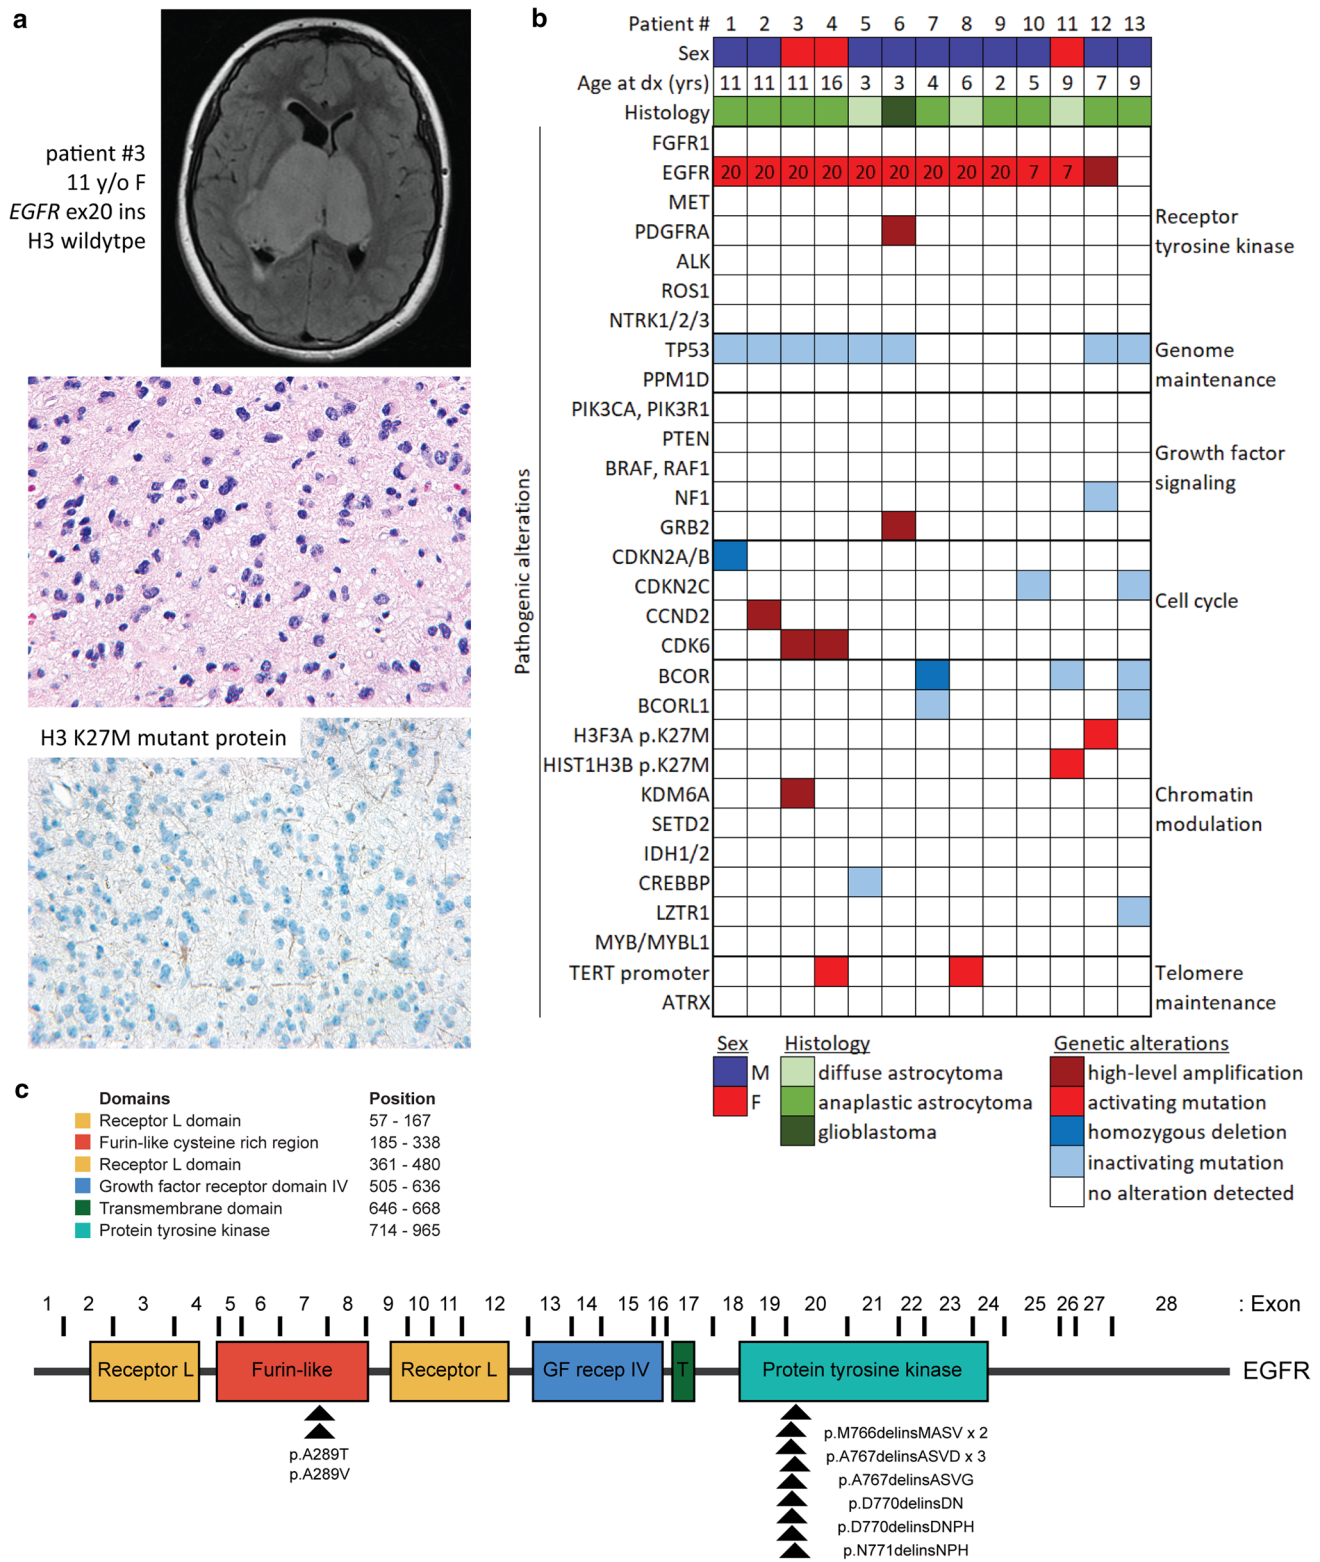 a
patient #3
11 y/o F
EGFR ex20 ins
H3 wildytpe
H3 K27M mutant protein
b
Patient # 1 2 3 4 5 6 7 8 9 10 11 12 13
Sex
Age at dx (yrs) 11 11 11 16 3 3 4 6 2 5 9 7 9
Histology
Pathogenic alterations
FGFR1
EGFR 20 20 20 20 20 20 20 20 20 7 7
MET
PDGFRA
ALK
ROS1
NTRK1/2/3
Receptor
tyrosine kinase
TP53
PPM1D
Genome
maintenance
PIK3CA, PIK3R1
PTEN
BRAF, RAF1
NF1
GRB2
Growth factor
signaling
CDKN2A/B
CDKN2C
CCND2
CDK6
Cell cycle
BCOR
BCORL1
H3F3A p.K27M
HIST1H3B p.K27M
KDM6A
SETD2
IDH1/2
CREBBP
LZTR1
MYB/MYBL1
Chromatin
modulation
TERT promoter
ATRX
Telomere
maintenance
Sex
M
F
Histology
diffuse astrocytoma
anaplastic astrocytoma
glioblastoma
Genetic alterations
high-level amplification
activating mutation
homozygous deletion
inactivating mutation
no alteration detected
c
Domains Position
Receptor L domain 57 - 167
Furin-like cysteine rich region 185 - 338
Receptor L domain 361 - 480
Growth factor receptor domain IV 505 - 636
Transmembrane domain 646 - 668
Protein tyrosine kinase 714 - 965
1 2 3 4 5 6 7 8 9 10 11 12 13 14 15 16 17 18 19 20 21 22 23 24 25 26 27 28 : Exon
Receptor L Furin-like Receptor L GF recep IV T Protein tyrosine kinase EGFR
p.A289T
p.A289V
p.M766delinsMASV x 2
p.A767delinsASVD x 3
p.A767delinsASVG
p.D770delinsDN
p.D770delinsDNPH
p.N771delinsNPH